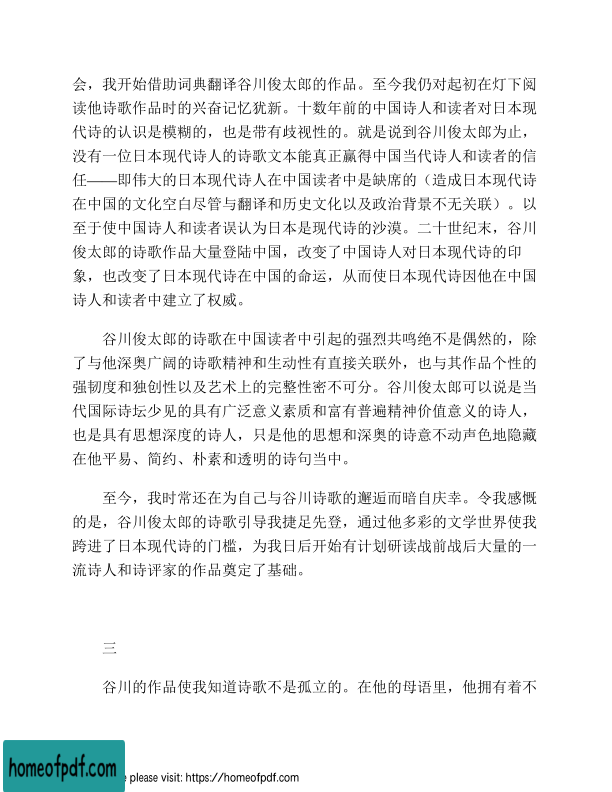 会，我开始借助词典翻译谷川俊太郎的作品。至今我仍对起初在灯下阅
读他诗歌作品时的兴奋记忆犹新。十数年前的中国诗人和读者对日本现
代诗的认识是模糊的，也是带有歧视性的。就是说到谷川俊太郎为止，
没有一位日本现代诗人的诗歌文本能真正赢得中国当代诗人和读者的信
任——即伟大的日本现代诗人在中国读者中是缺席的（造成日本现代诗
在中国的文化空白尽管与翻译和历史文化以及政治背景不无关联）。以
至于使中国诗人和读者误认为日本是现代诗的沙漠。二十世纪末，谷川
俊太郎的诗歌作品大量登陆中国，改变了中国诗人对日本现代诗的印
象，也改变了日本现代诗在中国的命运，从而使日本现代诗因他在中国
诗人和读者中建立了权威。
谷川俊太郎的诗歌在中国读者中引起的强烈共鸣绝不是偶然的，除
了与他深奥广阔的诗歌精神和生动性有直接关联外，也与其作品个性的
强韧度和独创性以及艺术上的完整性密不可分。谷川俊太郎可以说是当
代国际诗坛少见的具有广泛意义素质和富有普遍精神价值意义的诗人，
也是具有思想深度的诗人，只是他的思想和深奥的诗意不动声色地隐藏
在他平易、简约、朴素和透明的诗句当中。
至今，我时常还在为自己与谷川诗歌的邂逅而暗自庆幸。令我感慨
的是，谷川俊太郎的诗歌引导我捷足先登，通过他多彩的文学世界使我
跨进了日本现代诗的门槛，为我日后开始有计划研读战前战后大量的一
流诗人和诗评家的作品奠定了基础。
三
谷川的作品使我知道诗歌不是孤立的。在他的母语里，他拥有着不
homeofpdf.com
e please visit: https://homeofpdf.com